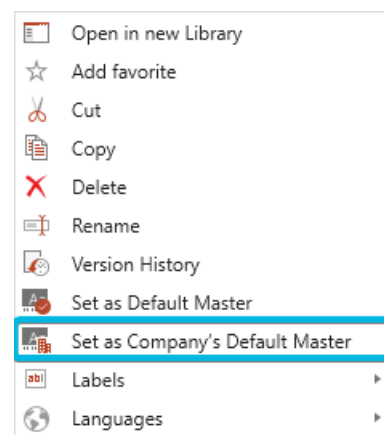 Open in new Library
Add favorite
Cut
Copy
Delete
Rename
Version History
Set as Default Master
Set as Company's Default Master
abl Labels
Languages